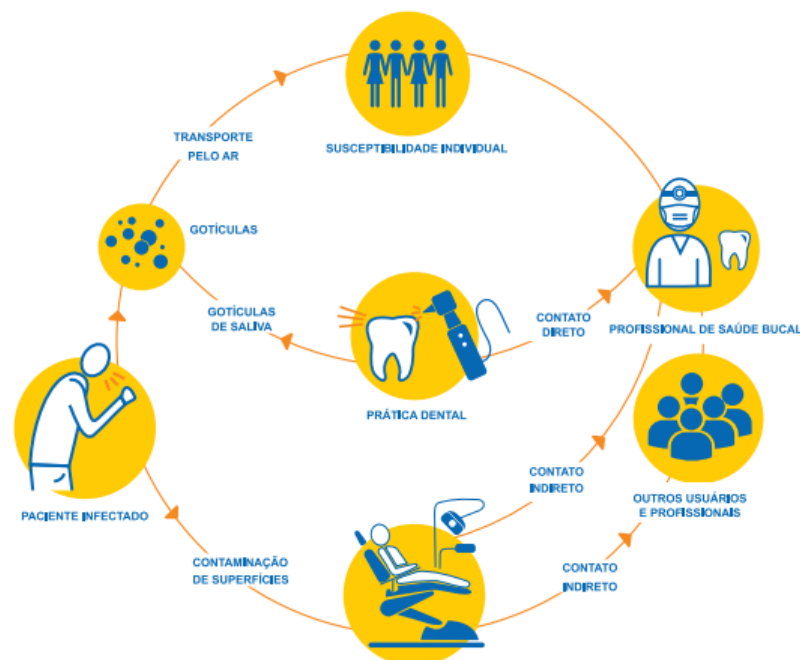 TRANSPORTE
PELO AR
SUSCEPTIBILIDADE INDIVIDUAL
GOTÍCULAS
GOTÍCULAS
DE SALIVA
CONTATO
DIRETO
PROFISSIONAL DE SAÚDE BUCAL
PRÁTICA DENTAL
PACIENTE INFECTADO
CONTATO
INDIRETO
OUTROS USUÁRIOS
E PROFISSIONAIS
CONTAMINAÇÃO
DE SUPERFÍCIES
CONTATO
INDIRETO